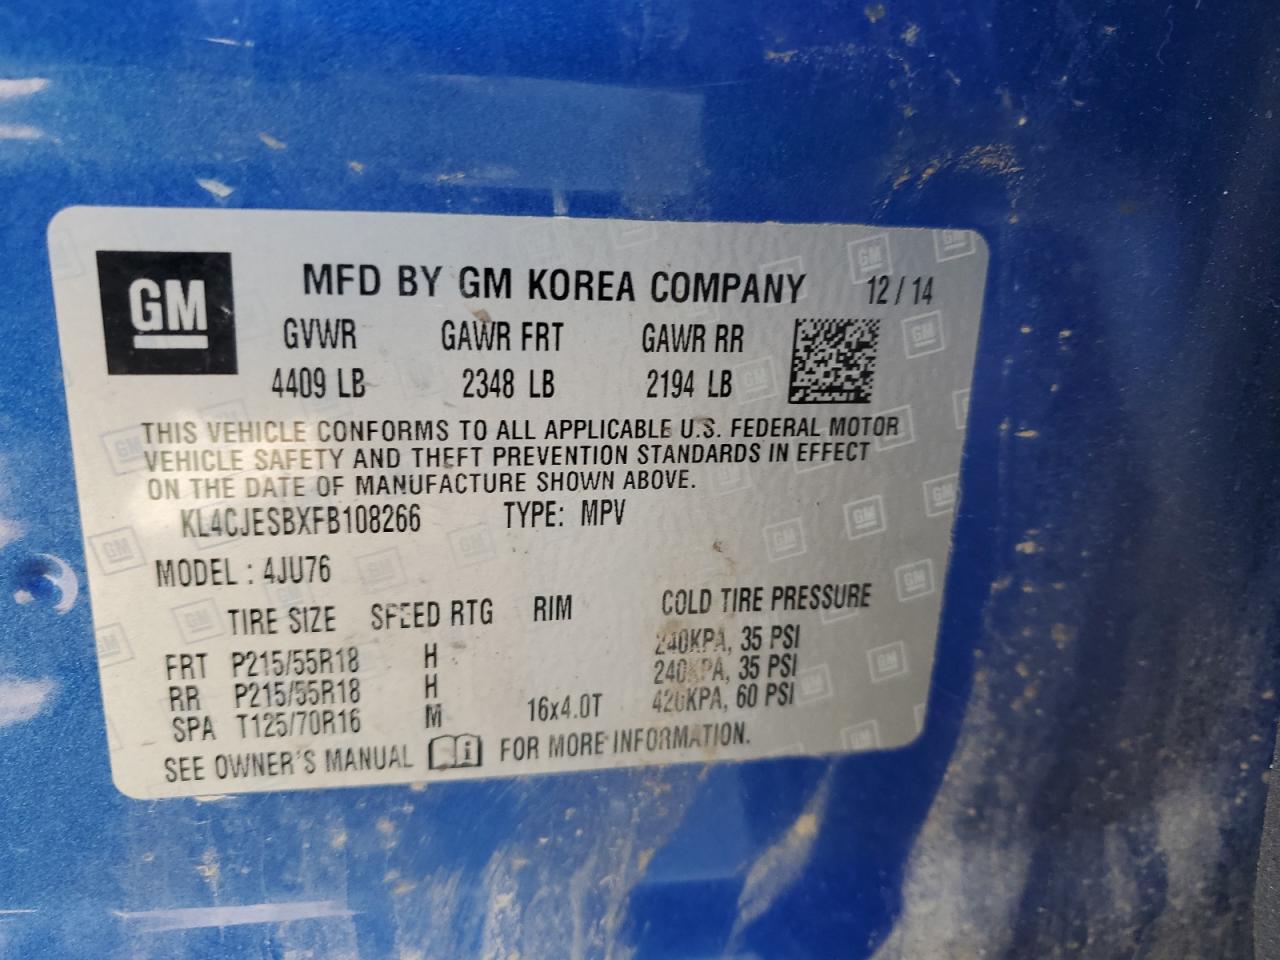 GM
MFD BY GM KOREA COMPANY 12/14
GVWR GAWR FRT GAWR RR
4409 LB 2348 LB 2194 LB
THIS VEHICLE CONFORMS TO ALL APPLICABLE U.S. FEDERAL MOTOR
VEHICLE SAFETY AND THEFT PREVENTION STANDARDS IN EFFECT
ON THE DATE OF MANUFACTURE SHOWN ABOVE.
KL4CJESBXFB108266 TYPE: MPV
MODEL : 4JU76
TIRE SIZE SPEED RTG RIM COLD TIRE PRESSURE
FRT P215/55R18 H 240KPA, 35 PSI
RR P215/55R18 H 240KPA, 35 PSI
SPA T125/70R16 M 16x4.0T 420KPA, 60 PSI
SEE OWNER'S MANUAL FOR MORE INFORMATION.